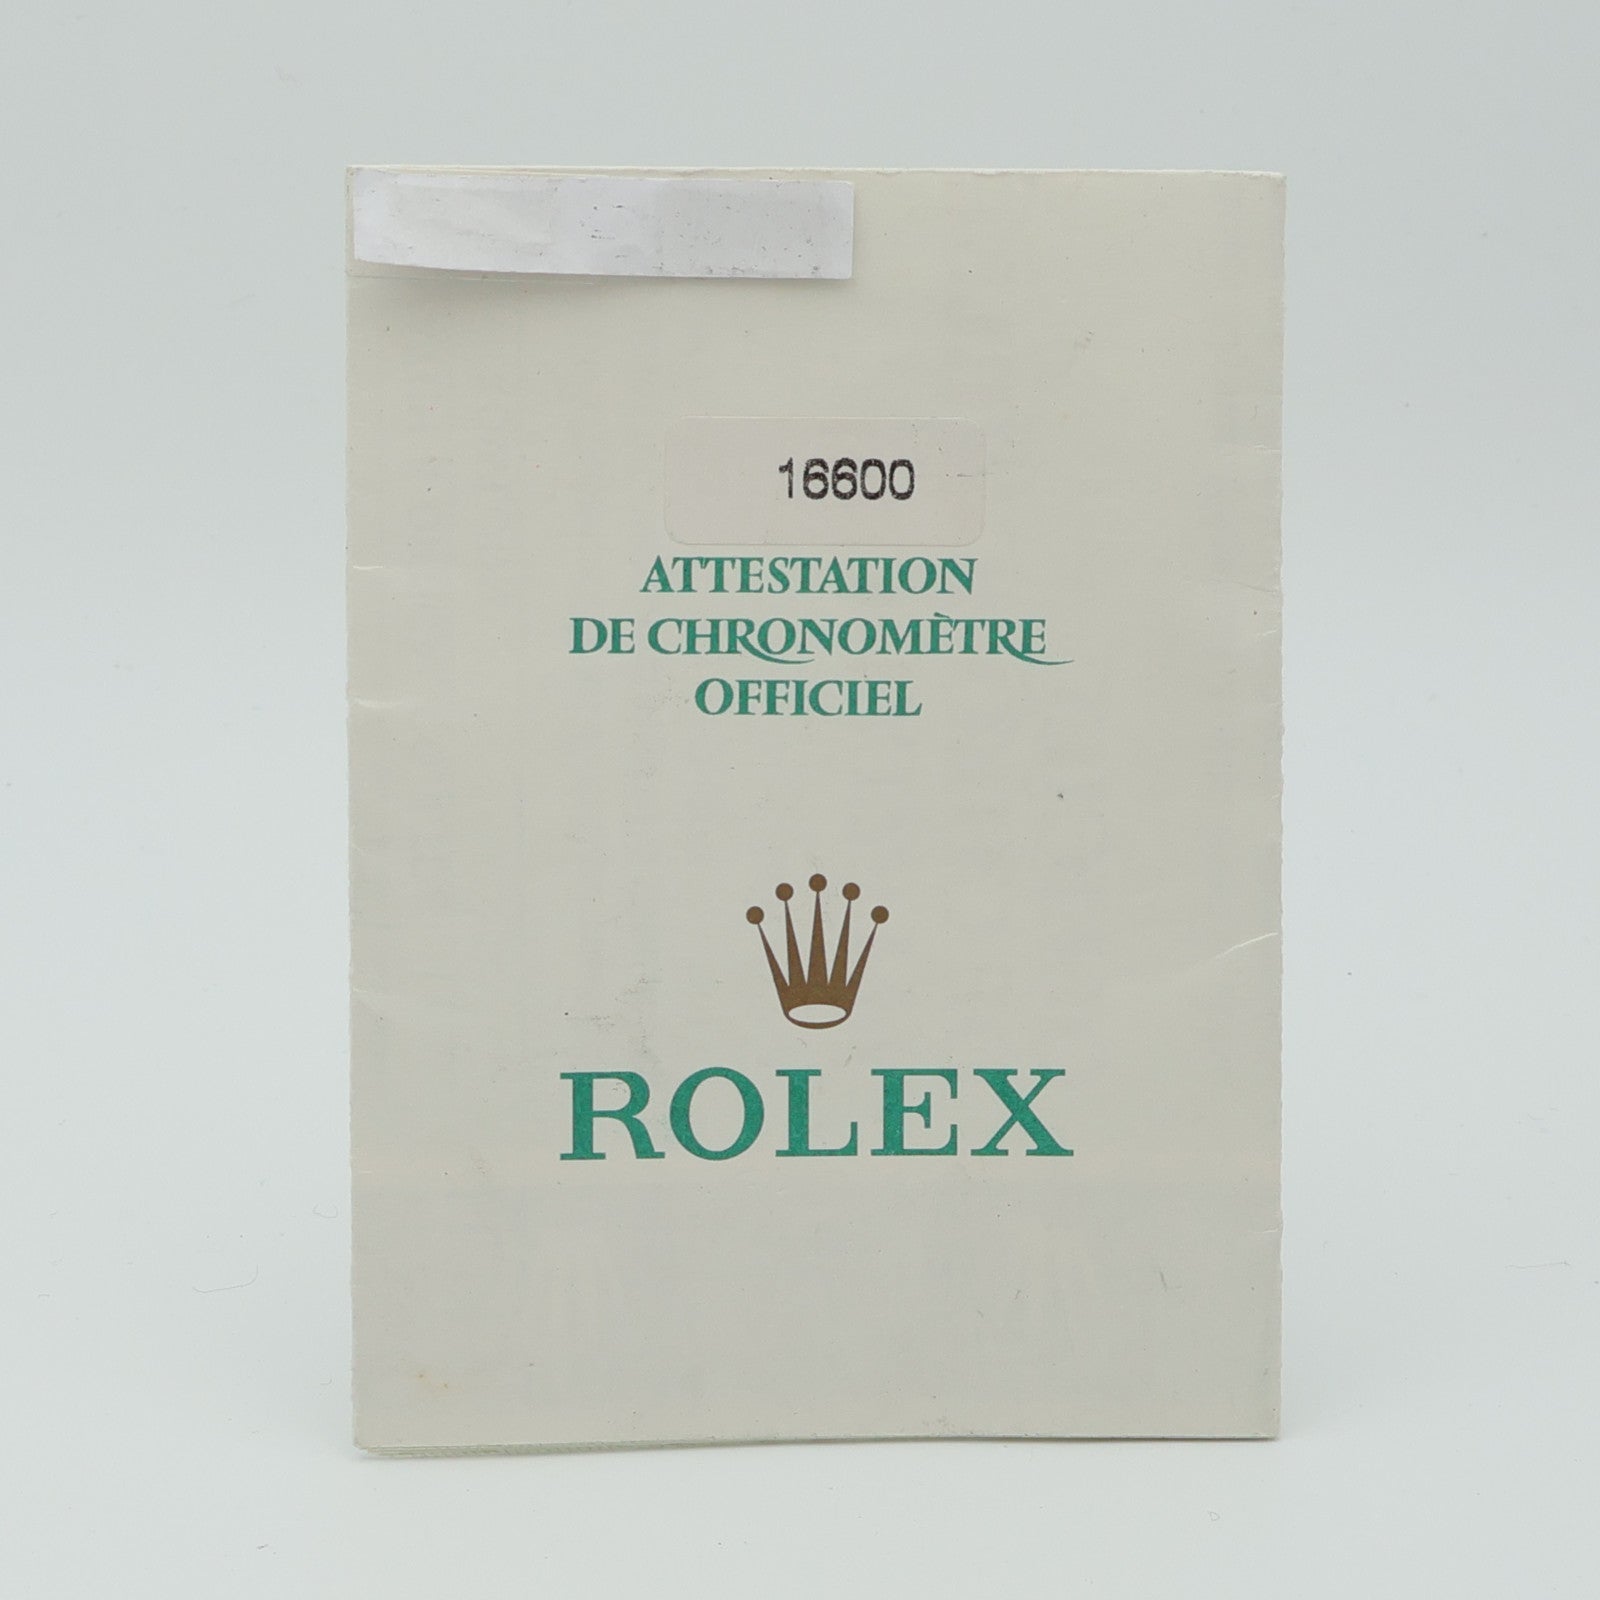 16600
ATTESTATION
DE CHRONOMÈTRE
OFFICIEL
ROLEX